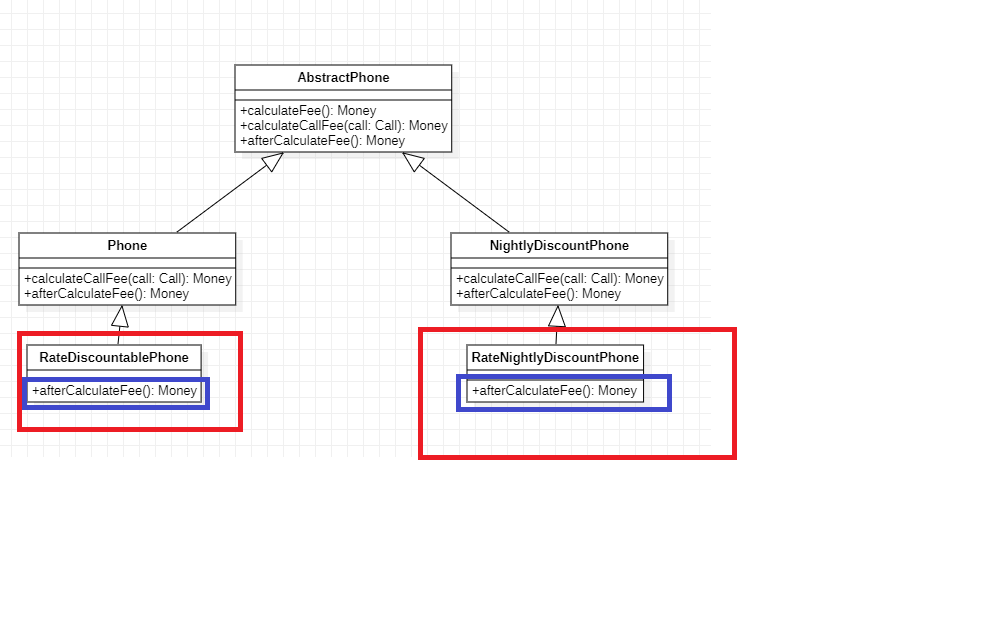 AbstractPhone
+calculateFee(): Money
+calculateCallFee(call: Call): Money
+afterCalculateFee(): Money
Phone
+calculateCallFee(call: Call): Money
+afterCalculateFee(): Money
NightlyDiscountPhone
+calculateCallFee(call: Call): Money
+afterCalculateFee(): Money
RateDiscountablePhone
+afterCalculateFee(): Money
RateNightlyDiscountPhone
+afterCalculateFee(): Money